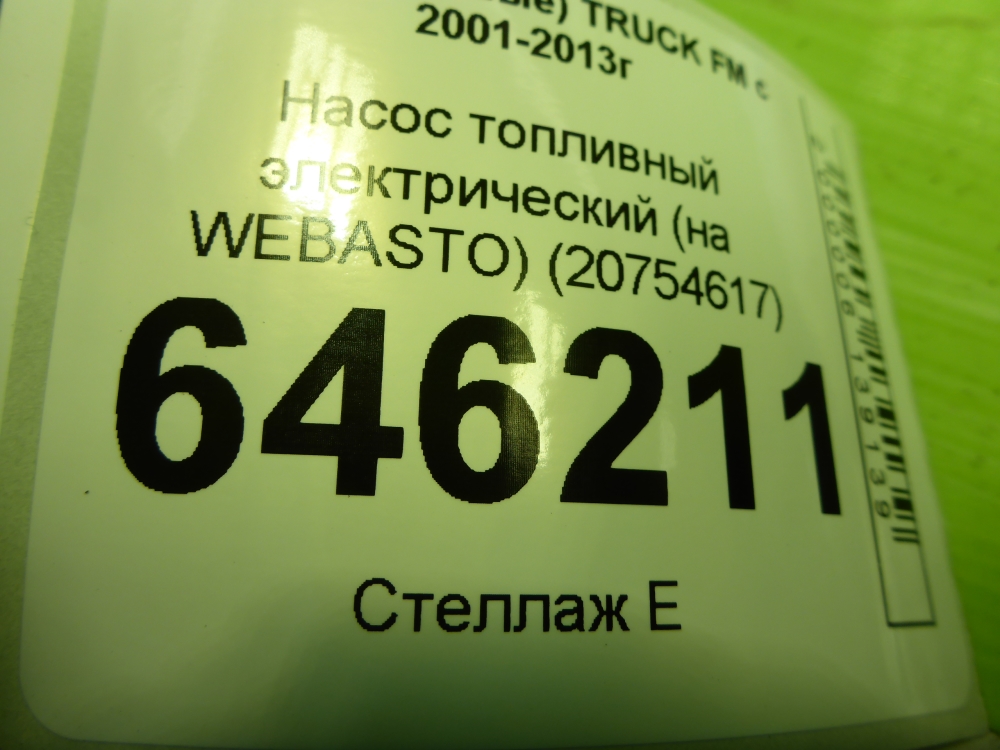 TRUCK FM с
2001-2013г
Насос топливный
электрический (на
WEBASTO) (20754617)
646211
Стеллаж Е